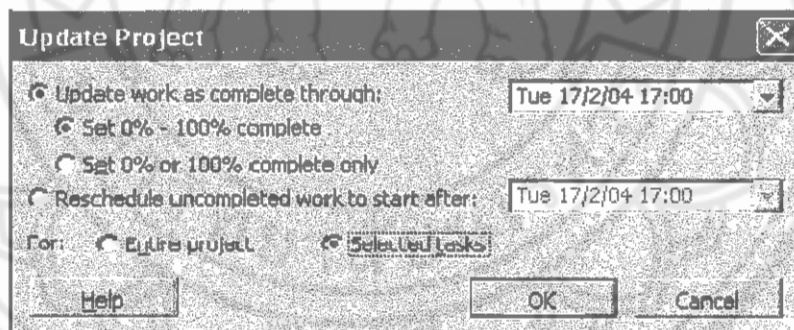 Update Project
Update work as complete through: Tue 17/2/04 17:00
Set 0% - 100% complete
Set 0% or 100% complete only
Reschedule uncompleted work to start after: Tue 17/2/04 17:00
For: Entire project Selected tasks
Help OK Cancel